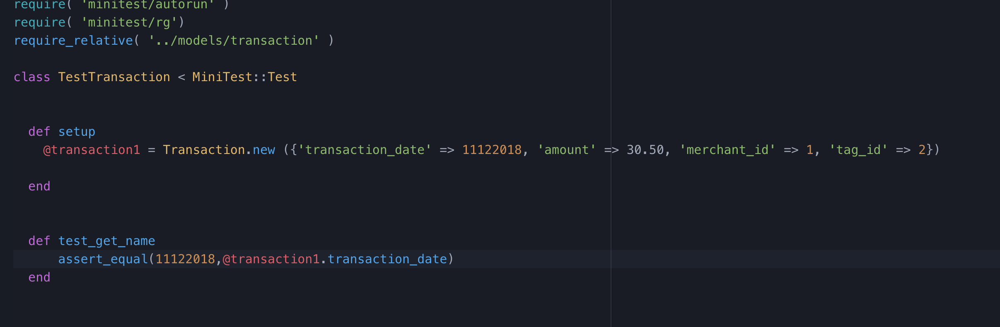 require( 'minitest/autorun' )
require( 'minitest/rg')
require_relative( '../models/transaction' )
class TestTransaction < MiniTest::Test
def setup
@transaction1 = Transaction.new ({'transaction_date' => 11122018, 'amount' => 30.50, 'merchant_id' => 1, 'tag_id' => 2})
end
def test_get_name
assert_equal(11122018,@transaction1.transaction_date)
end